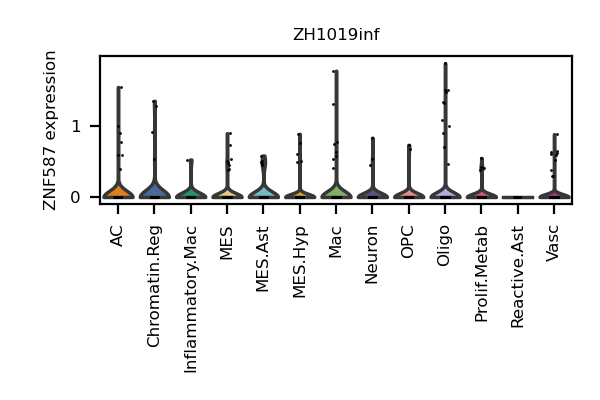 ZH1019inf
ZNF587 expression
1
0
AC
Chromatin.Reg
Inflammatory.Mac
MES
MES.Ast
MES.Hyp
Mac
Neuron
OPC
Oligo
Prolif.Metab
Reactive.Ast
Vasc